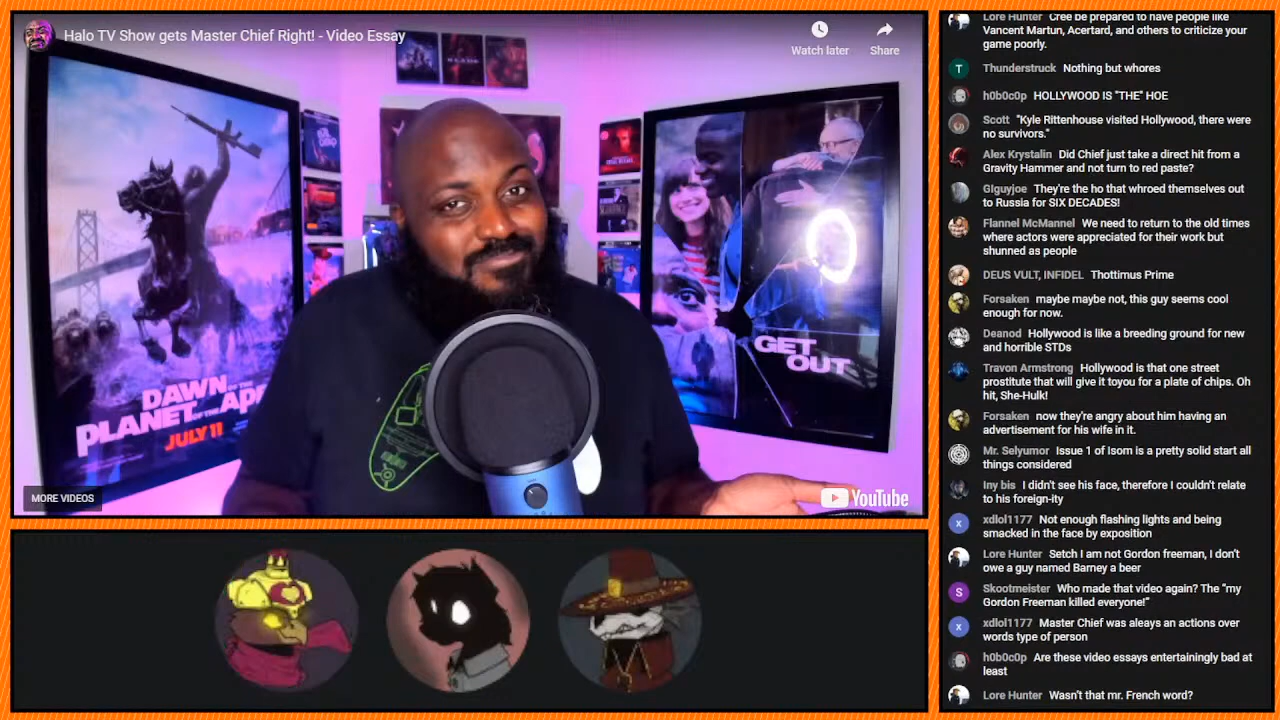 Halo TV Show gets Master Chief Right! - Video Essay
Watch later
Share
DAWN OF THE
PLANET OF THE AP
JULY 11
GET
OUT
MORE VIDEOS
YouTube
Lore Hunter Cree be prepared to have people like
Vancent Martun, Acertard, and others to criticize your
game poorly.
T
Thunderstruck Nothing but whores
h0b0c0p HOLLYWOOD IS "THE" HOE
Scott "Kyle Rittenhouse visited Hollywood, there were
no survivors."
Alex Krystalin Did Chief just take a direct hit from a
Gravity Hammer and not turn to red paste?
Glguyjoe They're the ho that whroed themselves out
to Russia for SIX DECADES!
Flannel McMannel We need to return to the old times
where actors were appreciated for their work but
shunned as people
DEUS VULT, INFIDEL Thottimus Prime
Forsaken maybe maybe not, this guy seems cool
enough for now.
Deanod Hollywood is like a breeding ground for new
and horrible STDs
Travon Armstrong Hollywood is that one street
prostitute that will give it toyou for a plate of chips. Oh
hit, She-Hulk!
Forsaken now they're angry about him having an
advertisement for his wife in it.
Mr. Selyumor Issue 1 of Isom is a pretty solid start all
things considered
Iny bis I didn't see his face, therefore I couldn't relate
to his foreign-ity
x
xdlol1177 Not enough flashing lights and being
smacked in the face by exposition
Lore Hunter Setch I am not Gordon freeman, I don't
owe a guy named Barney a beer
S
Skootmeister Who made that video again? The "my
Gordon Freeman killed everyone!"
x
xdlol1177 Master Chief was aleays an actions over
words type of person
h0b0c0p Are these video essays entertainingly bad at
least
Lore Hunter Wasn't that mr. French word?